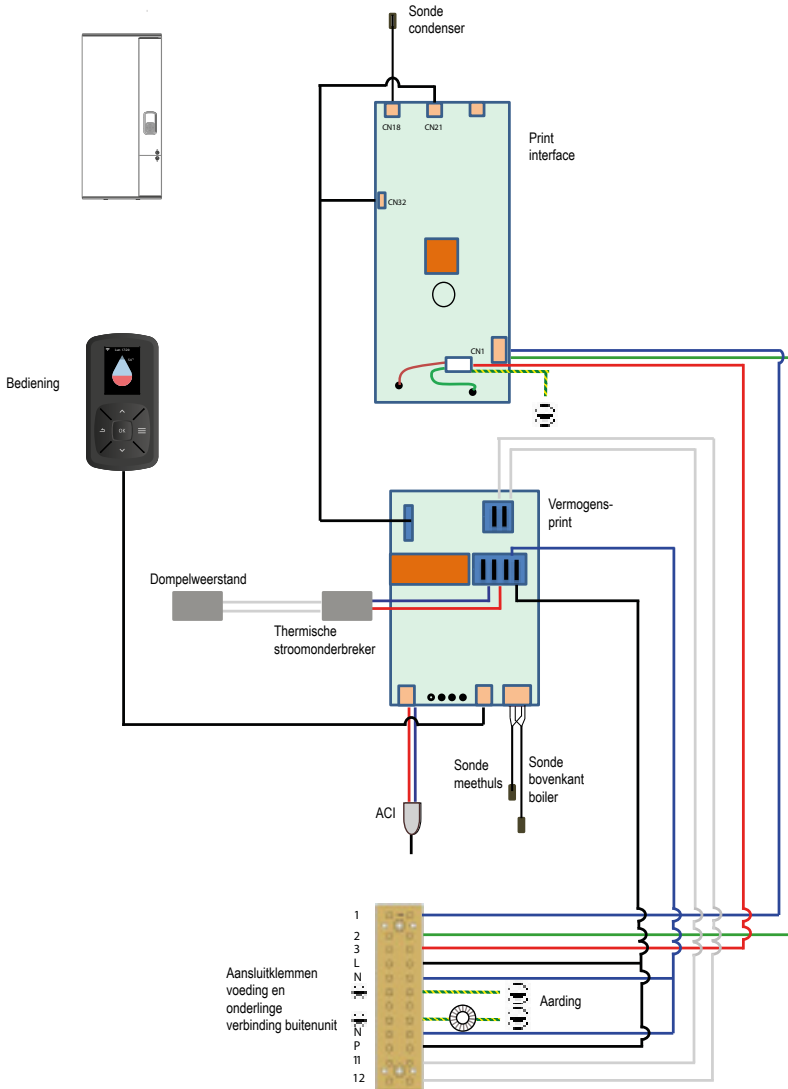 Sonde
condenser
CN18
CN21
Print
interface
CN32
CN1
Bediening
OK
Vermogens-
print
Dompelweerstand
Thermische
stroomonderbreker
Sonde
meethuls
Sonde
bovenkant
boiler
ACI
1
2
3
L
N
Aansluitklemmen
voeding en
onderlinge
verbinding buitenunit
Aarding
N
P
11
12